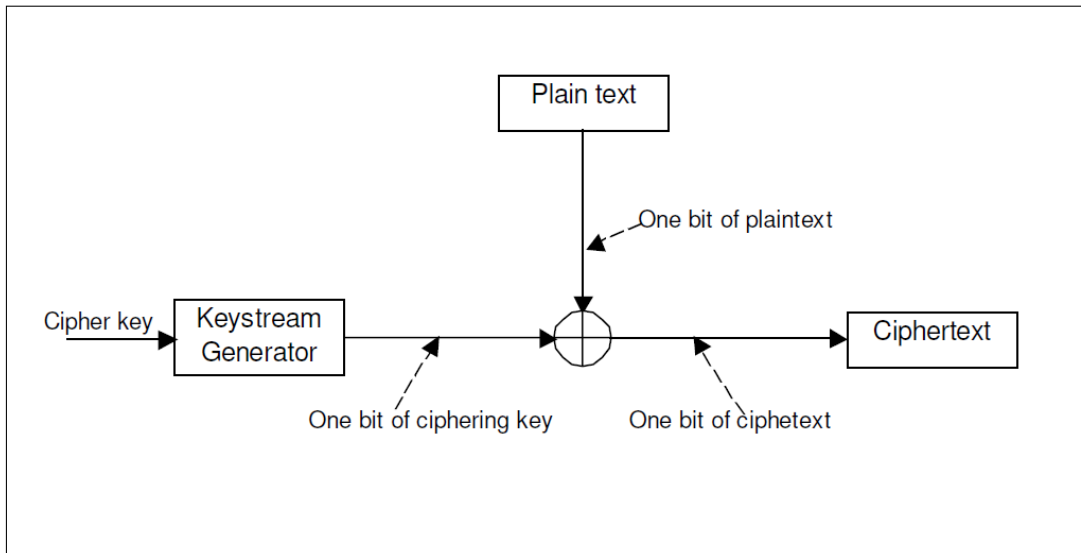 Plain text
One bit of plaintext
Cipher key
Keystream
Generator
Ciphertext
One bit of ciphering key
One bit of ciphetext